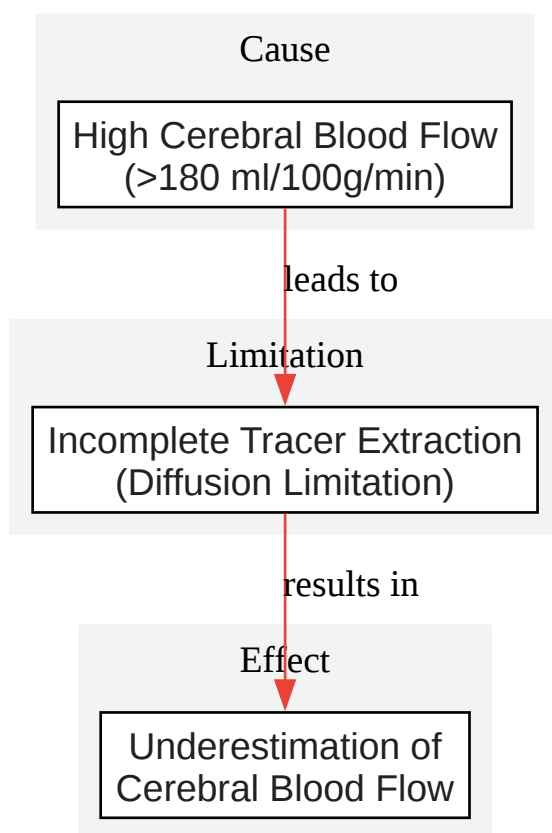 Cause
High Cerebral Blood Flow
(>180 ml/100g/min)
leads to
Limitation
Incomplete Tracer Extraction
(Diffusion Limitation)
results in
Effect
Underestimation of
Cerebral Blood Flow